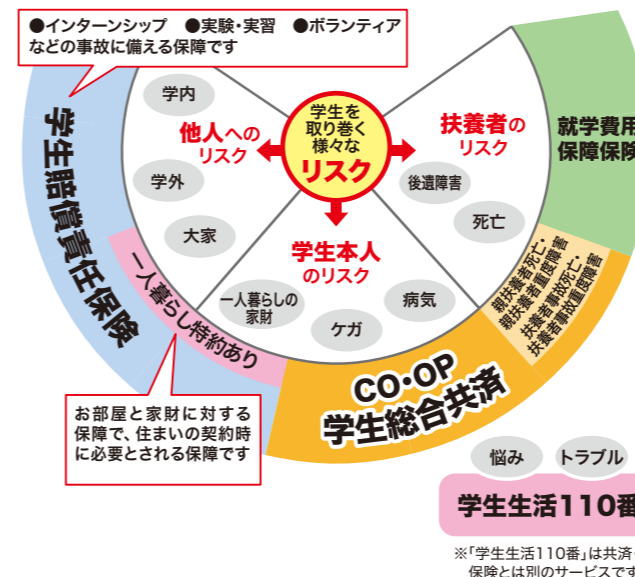 ●インターンシップ ●実験・実習 ●ボランティア
などの事故に備える保障です
学生を
取り巻く
様々な
リスク
他人への
リスク
学内
学外
大家
扶養者の
リスク
後遺障害
死亡
学生本人
のリスク
一人暮らしの
家財
ケガ
病気
学生賠償責任保険
一人暮らし特約あり
お部屋と家財に対する
保障で、住まいの契約時
に必要とされる保障です
CO・OP
学生総合共済
親扶養者死亡・
親扶養者重度障害
扶養者事故死亡・
扶養者事故重度障害
就学費用
保障保険
悩み
トラブル
学生生活110番
※「学生生活110番」は共済・
保険とは別のサービスです